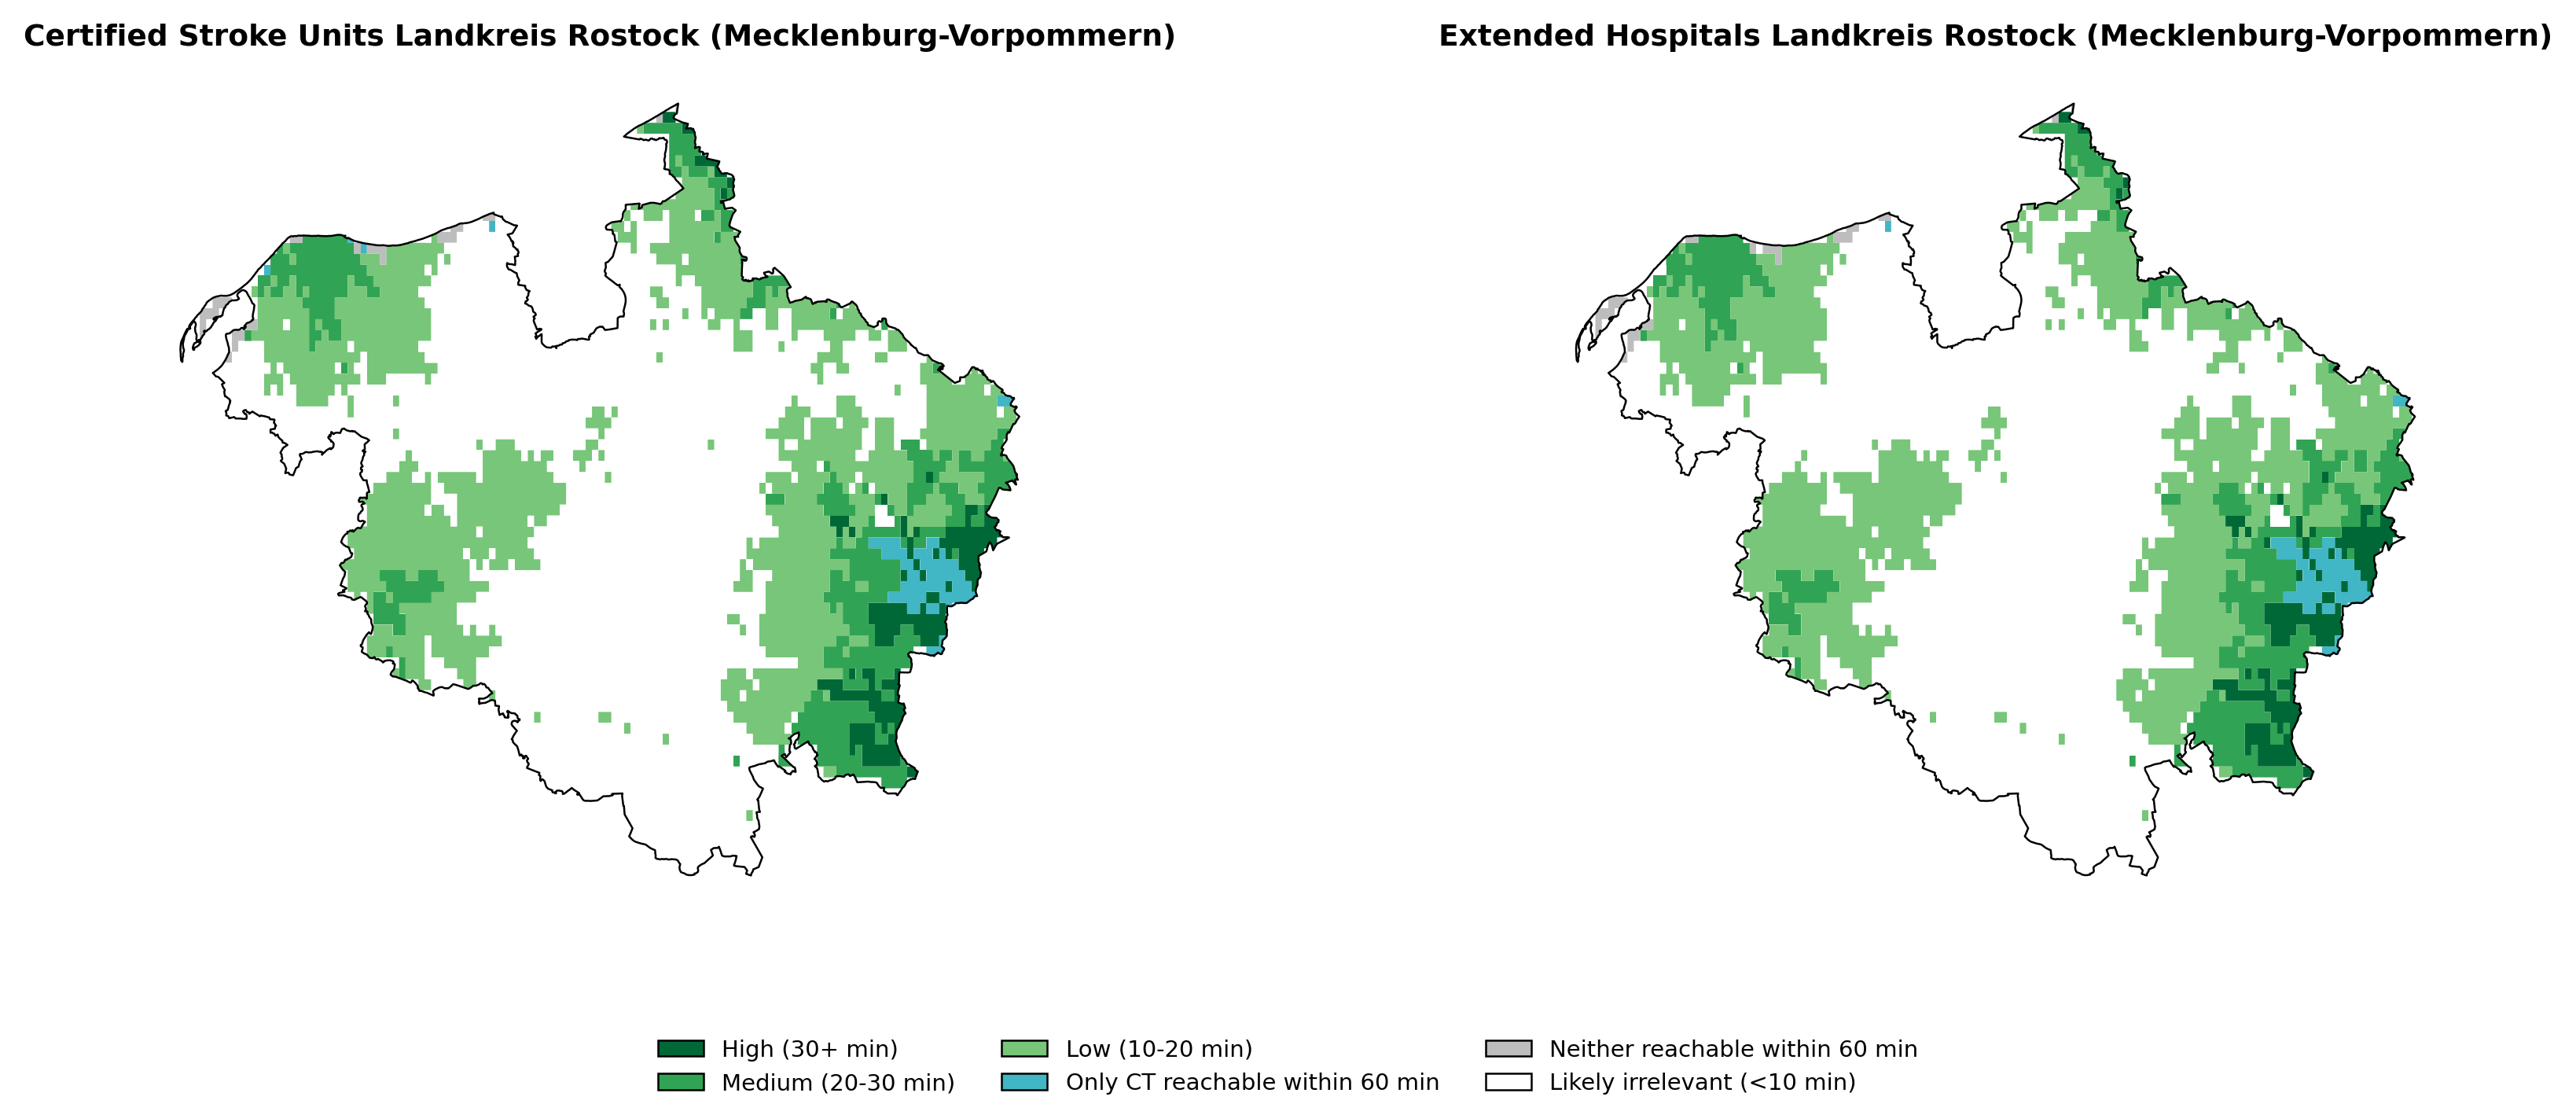 Certified Stroke Units Landkreis Rostock (Mecklenburg-Vorpommern)
Extended Hospitals Landkreis Rostock (Mecklenburg-Vorpommern)
High (30+ min)
Medium (20-30 min)
Low (10-20 min)
Only CT reachable within 60 min
Neither reachable within 60 min
Likely irrelevant (<10 min)